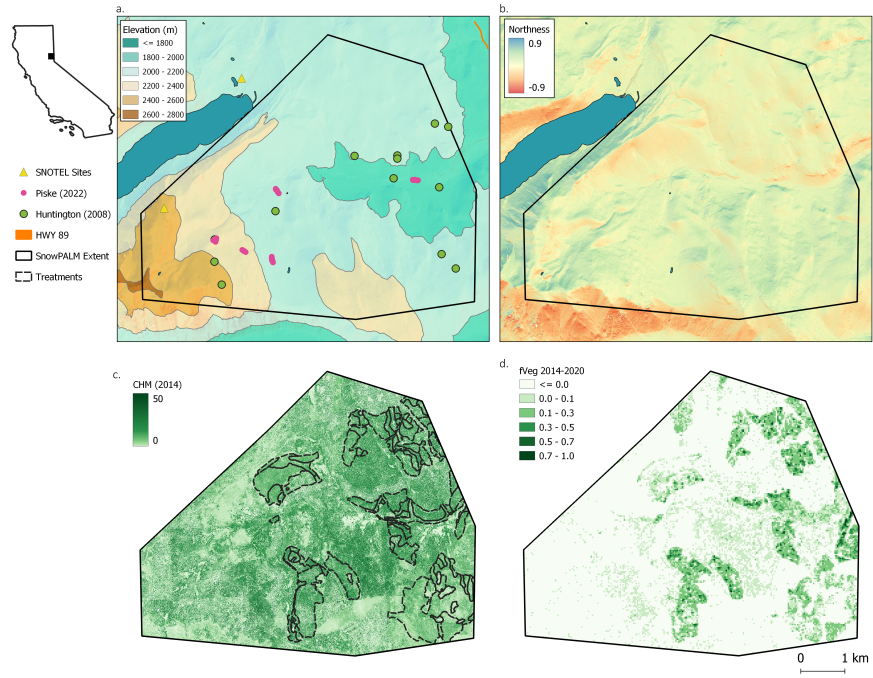 a.
Elevation (m)
<= 1800
1800 - 2000
2000 - 2200
2200 - 2400
2400 - 2600
2600 - 2800
b.
Northness
0.9
-0.9
SNOTEL Sites
Piske (2022)
Huntington (2008)
HWY 89
SnowPALM Extent
Treatments
c.
CHM (2014)
50
0
d.
fVeg 2014-2020
<= 0.0
0.0 - 0.1
0.1 - 0.3
0.3 - 0.5
0.5 - 0.7
0.7 - 1.0
0 1 km